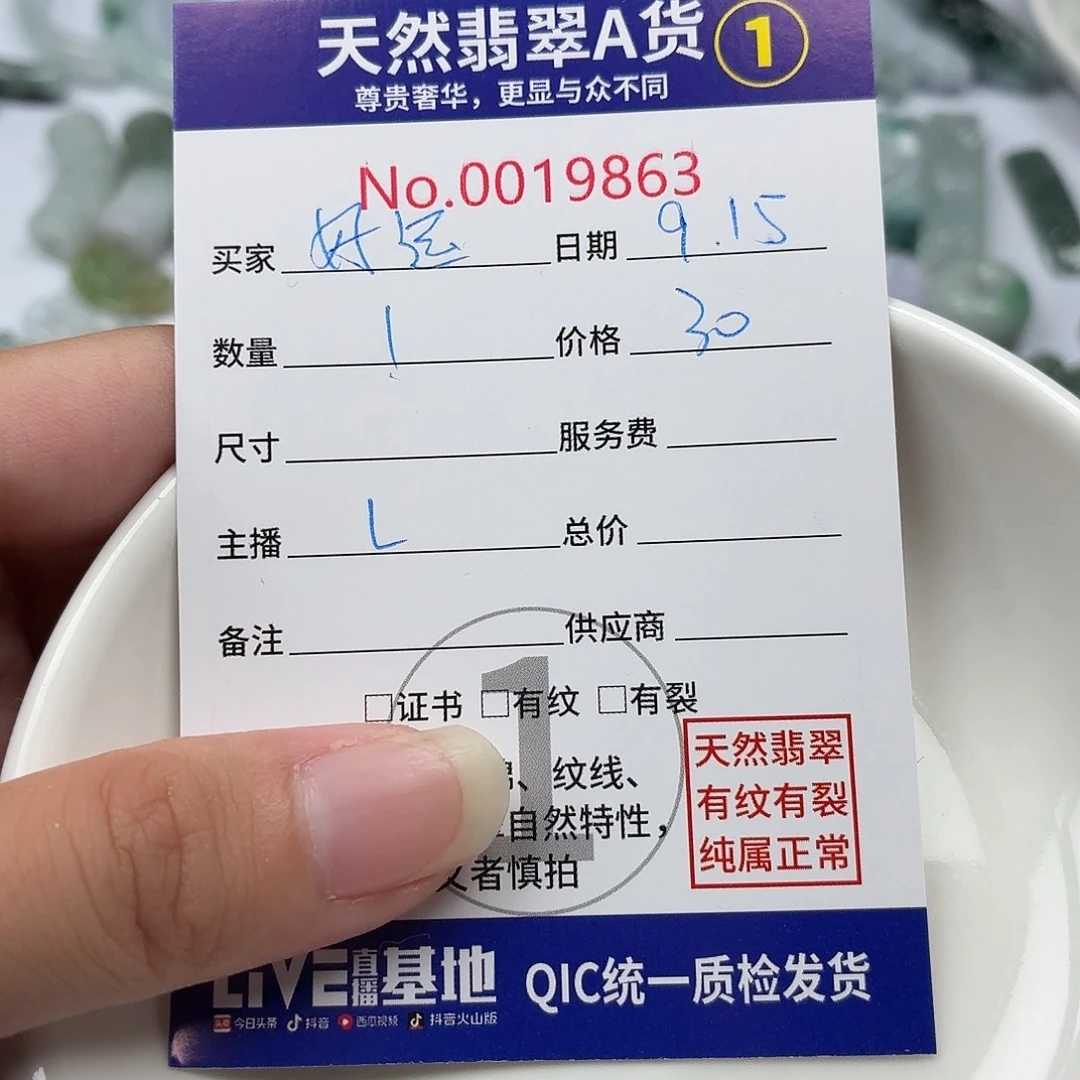 天然翡翠A货 1
尊贵奢华，更显与众不同
No.0019863
买家 好运 日期 9.15
数量 1 价格 30
尺寸 服务费
主播 L 总价
备注 供应商
□证书 □有纹 □有裂
1
、纹线、
自然特性，
者慎拍
天然翡翠
有纹有裂
纯属正常
LIVE直播基地 QIC统一质检发货
头条 今日头条 抖音 西瓜视频 抖音火山版